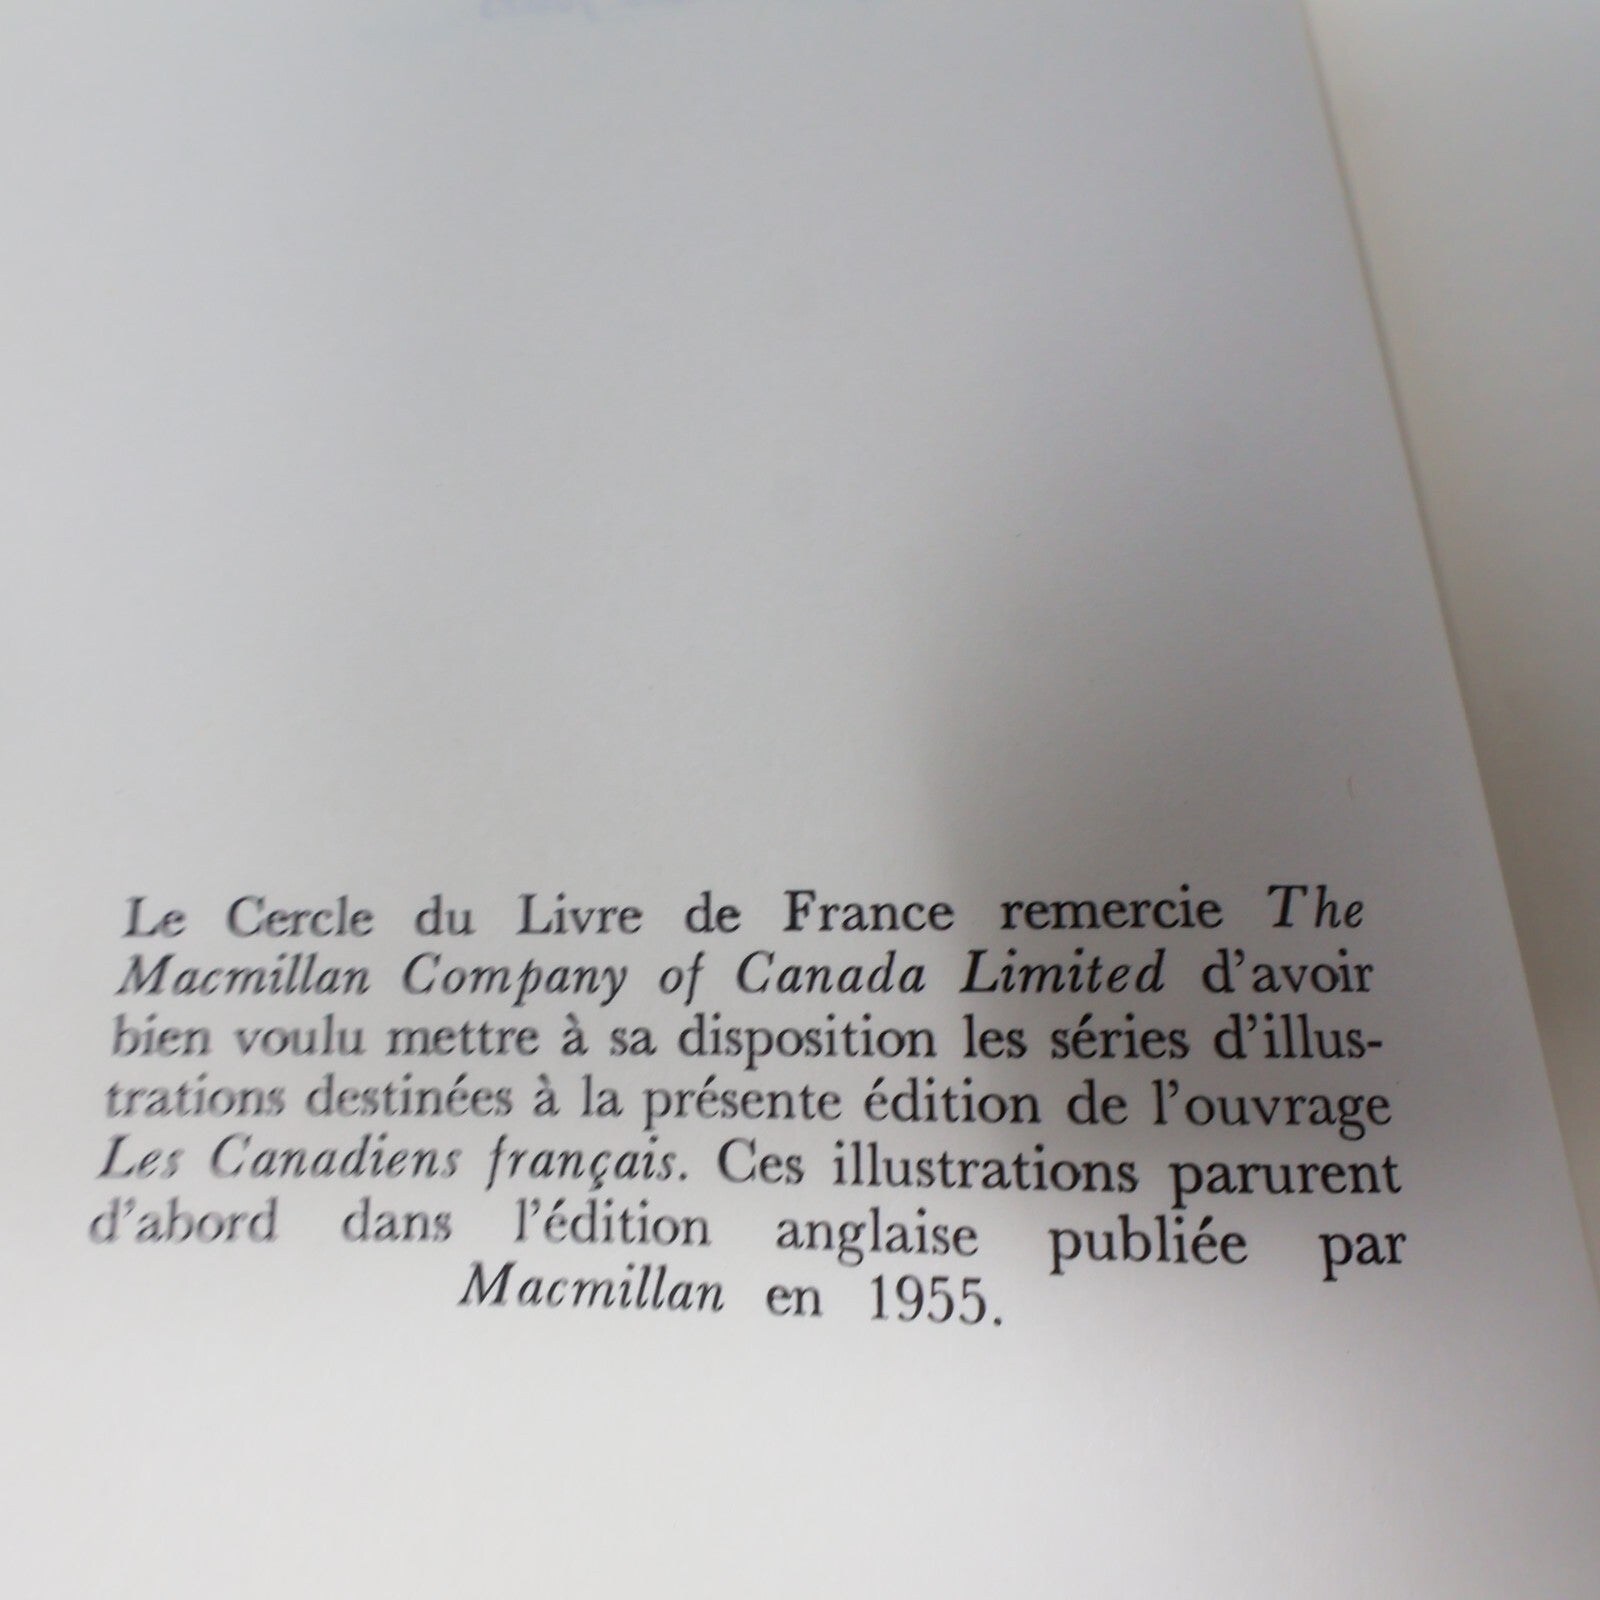 Le Cercle du Livre de France remercie The
Macmillan Company of Canada Limited d'avoir
bien voulu mettre à sa disposition les séries d'illus-
trations destinées à la présente édition de l'ouvrage
Les Canadiens français. Ces illustrations parurent
d'abord dans l'édition anglaise publiée par
Macmillan en 1955.